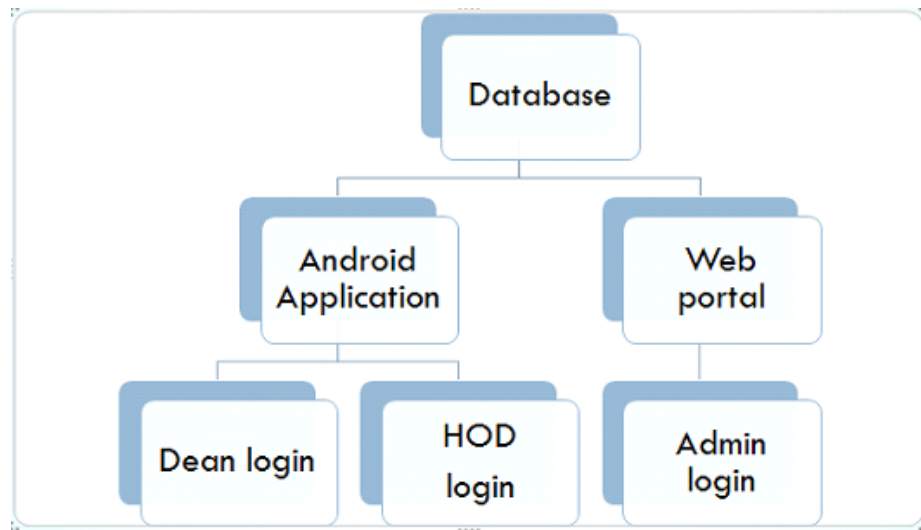 Database
Android
Application
Web
portal
Dean login
HOD
login
Admin
login